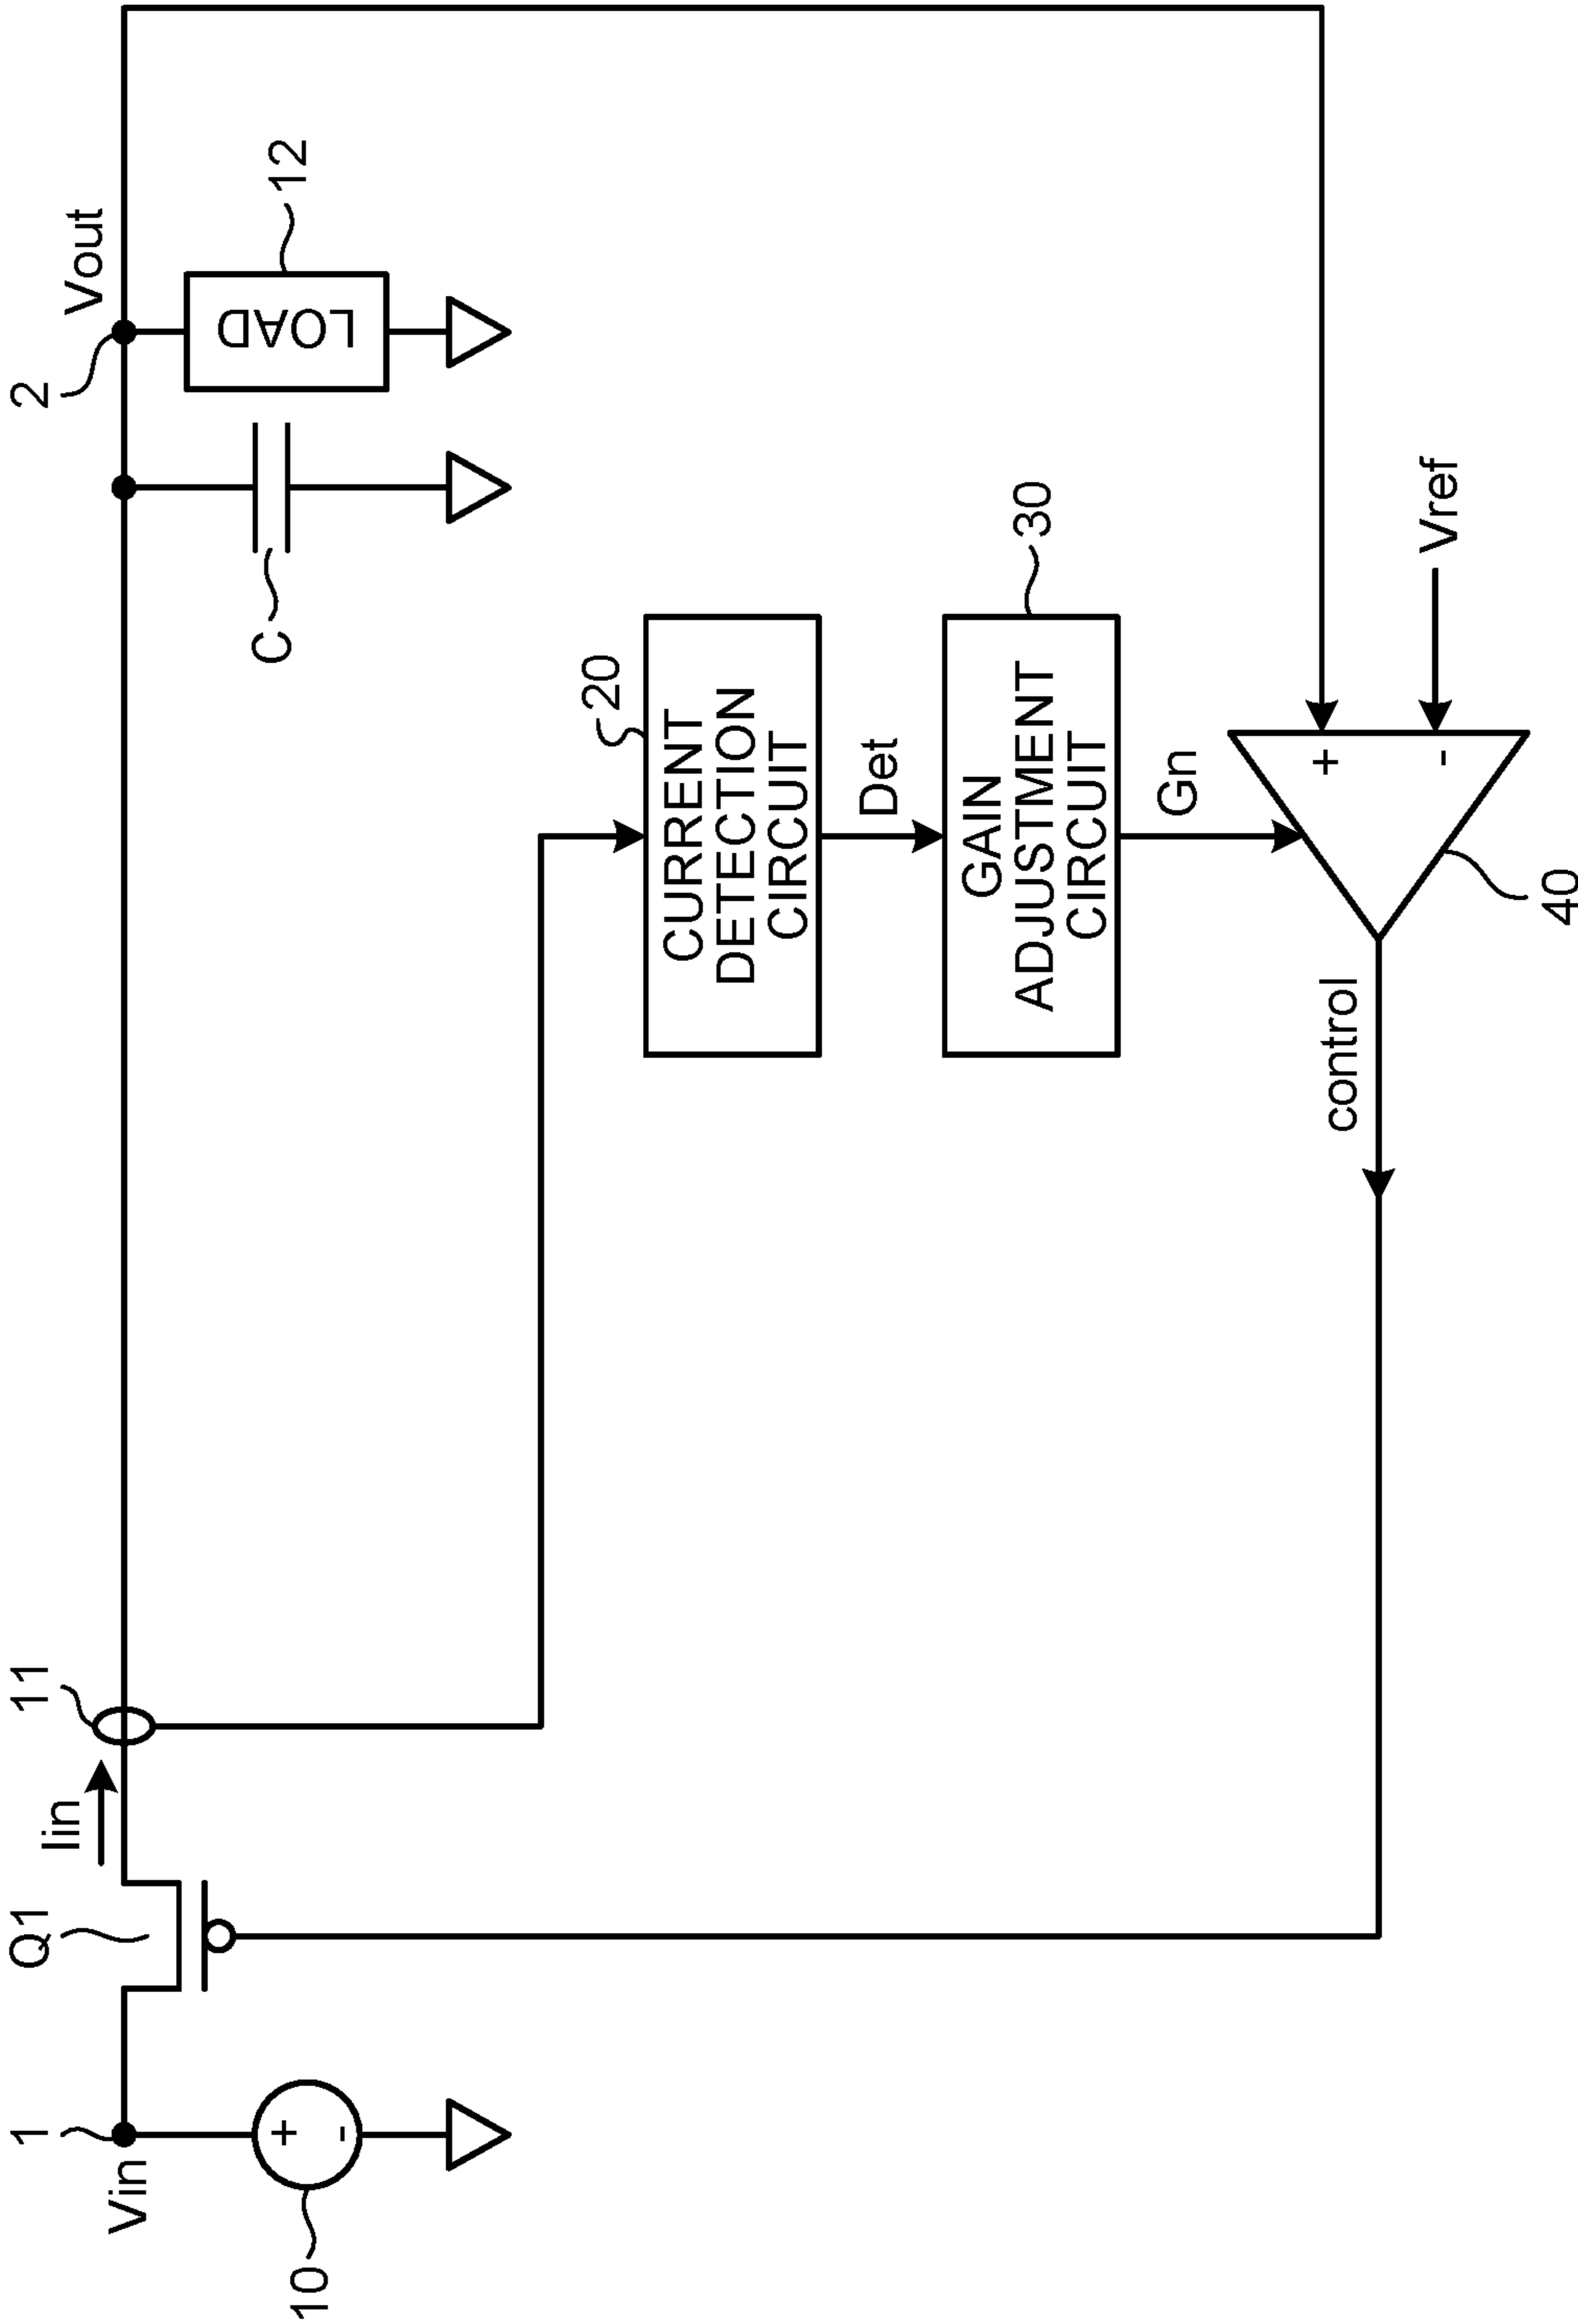 1
Vin
10
+
-
Q1
Iin
11
2
Vout
C
LOAD
12
20
CURRENT
DETECTION
CIRCUIT
Det
GAIN
ADJUSTMENT
CIRCUIT
30
Gn
+
-
Vref
control
40